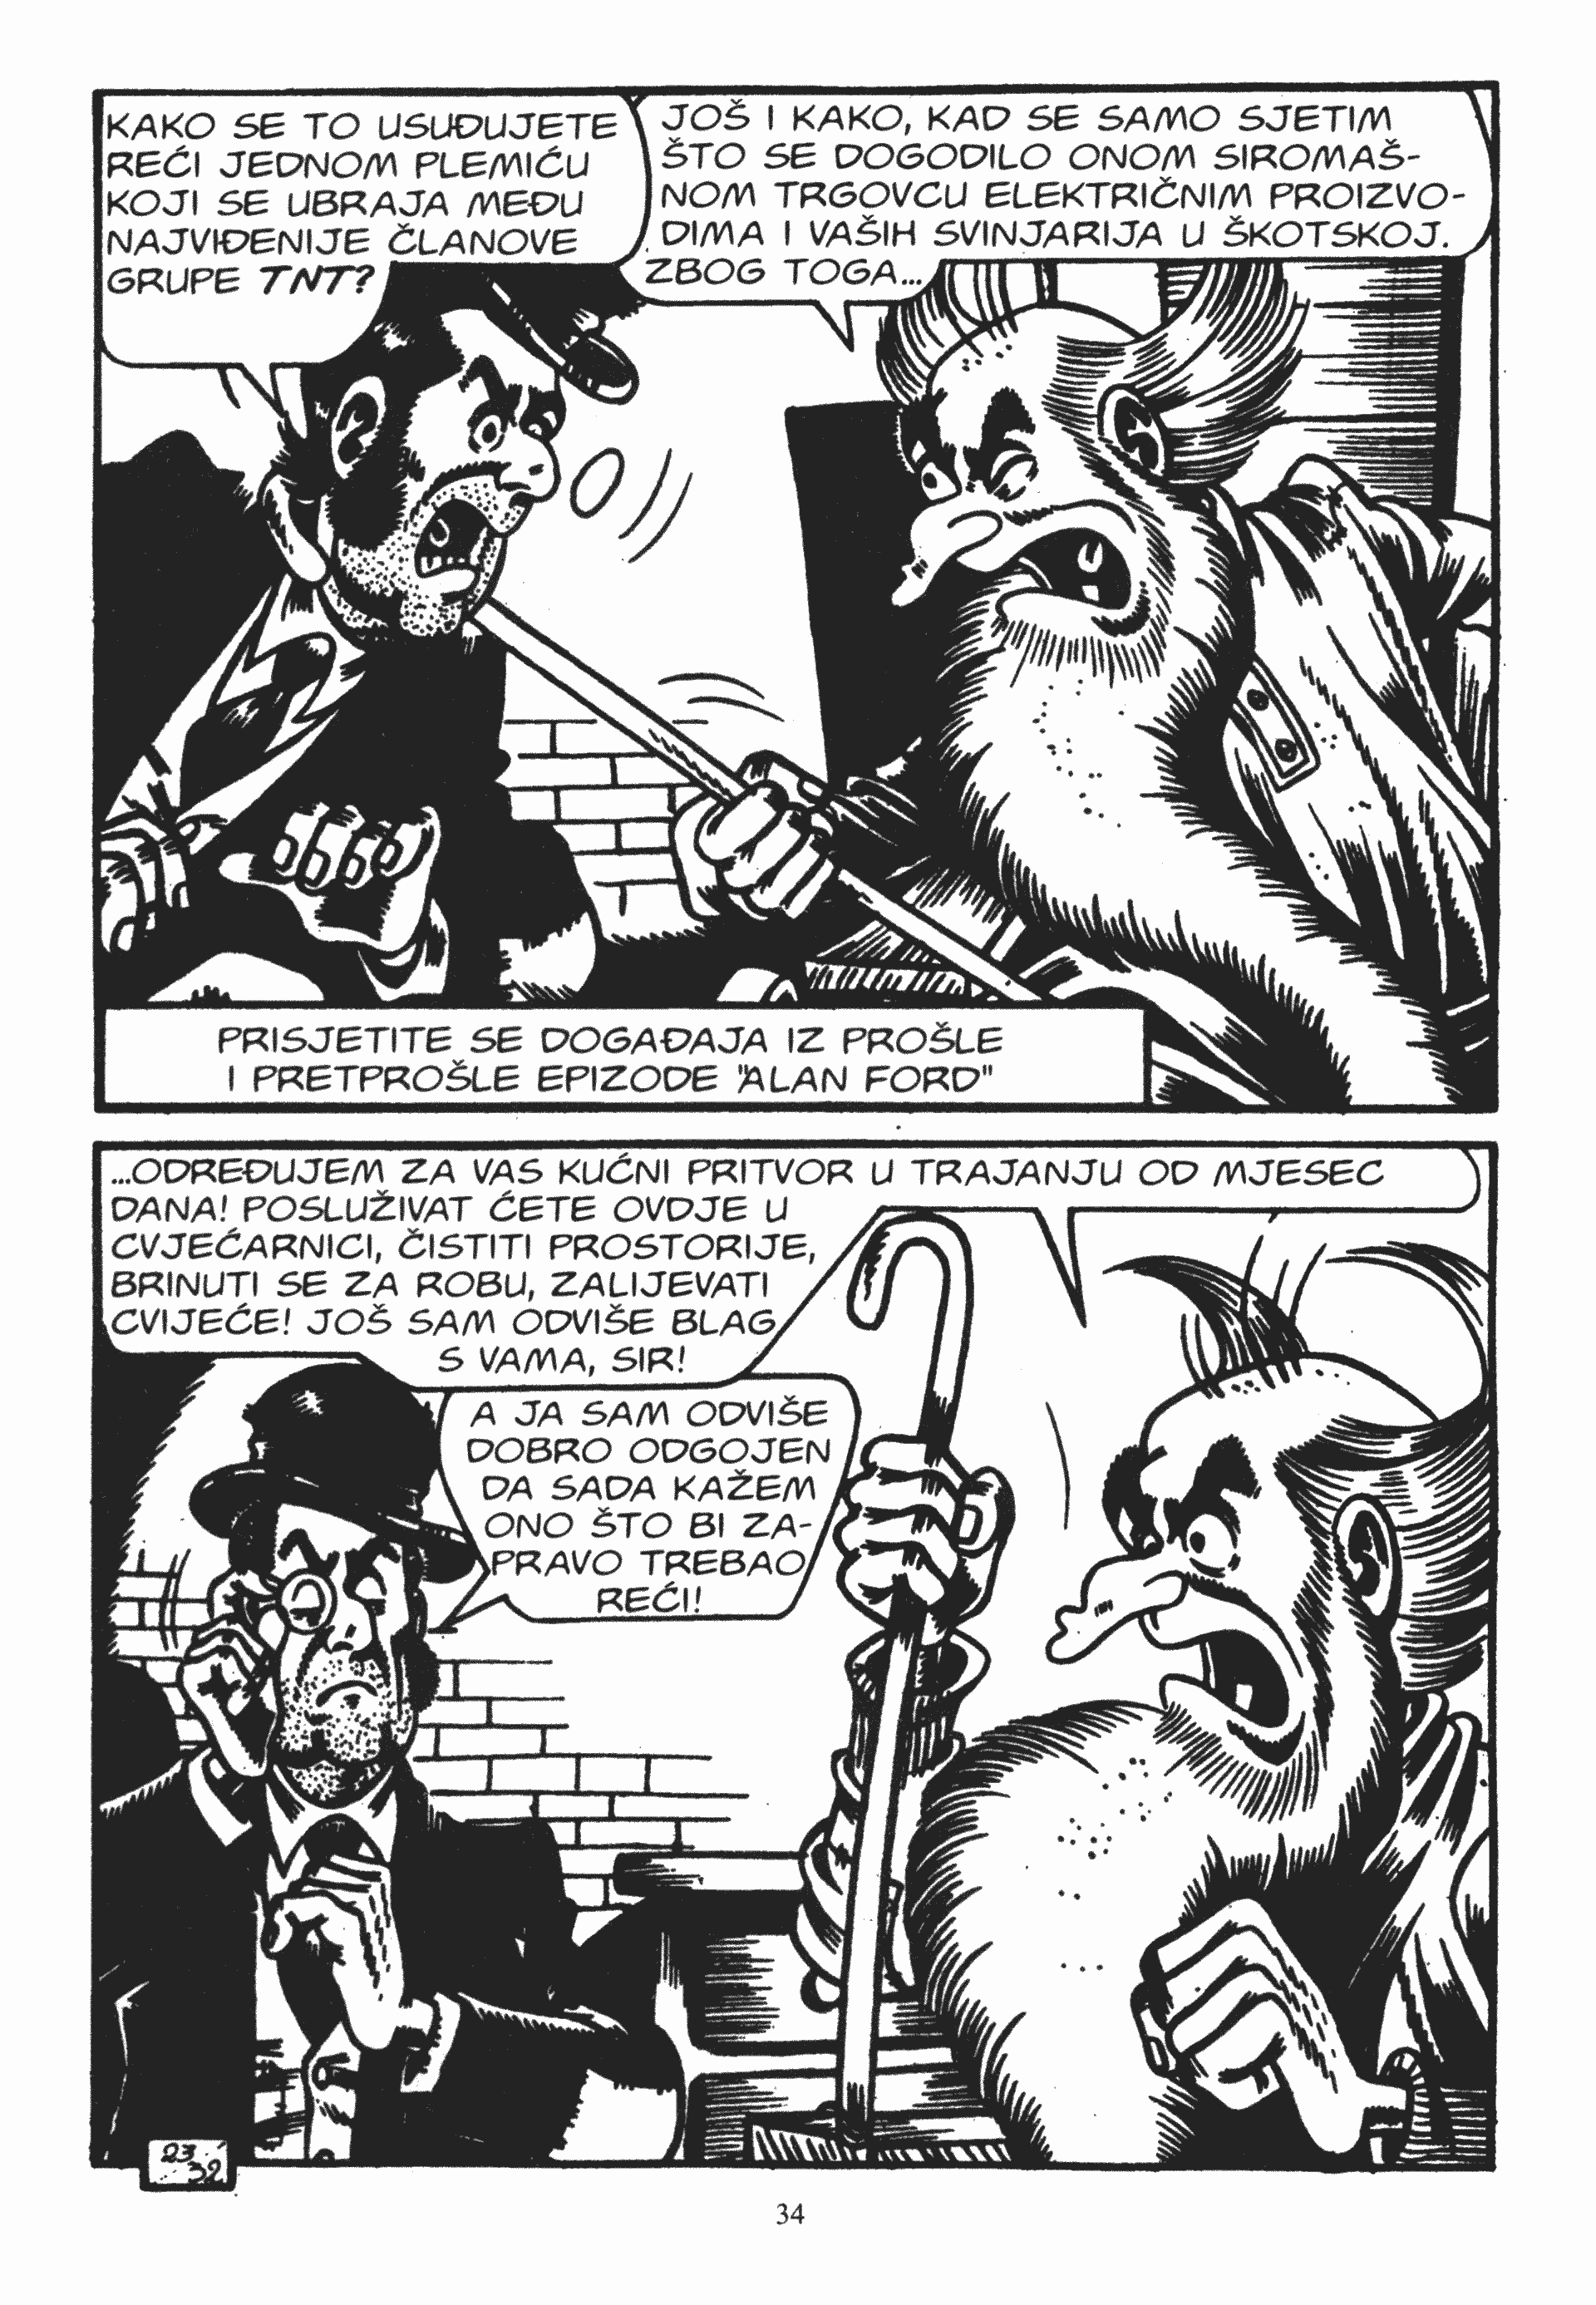 KAKO SE TO USUĐUJETE
REĆI JEDNOM PLEMIĆU
KOJI SE UBRAJA MEĐU
NAJVIĐENIJE ČLANOVE
GRUPE TNT?
JOŠ I KAKO, KAD SE SAMO SJETIM
ŠTO SE DOGODILO ONOM SIROMAŠ-
NOM TRGOVCU ELEKTRIČNIM PROIZVO-
DIMA I VAŠIH SVINJARIJA U ŠKOTSKOJ.
ZBOG TOGA...
PRISJETITE SE DOGAĐAJA IZ PROŠLE
I PRETPROŠLE EPIZODE "ALAN FORD"
...ODREĐUJEM ZA VAS KUĆNI PRITVOR U TRAJANJU OD MJESEC
DANA! POSLUŽIVAT ĆETE OVDJE U
CVJEĆARNICI, ČISTITI PROSTORIJE,
BRINUTI SE ZA ROBU, ZALIJEVATI
CVIJEĆE! JOŠ SAM ODVIŠE BLAG
S VAMA, SIR!
A JA SAM ODVIŠE
DOBRO ODGOJEN
DA SADA KAŽEM
ONO ŠTO BI ZA-
PRAVO TREBAO
REĆI!
23
32
34